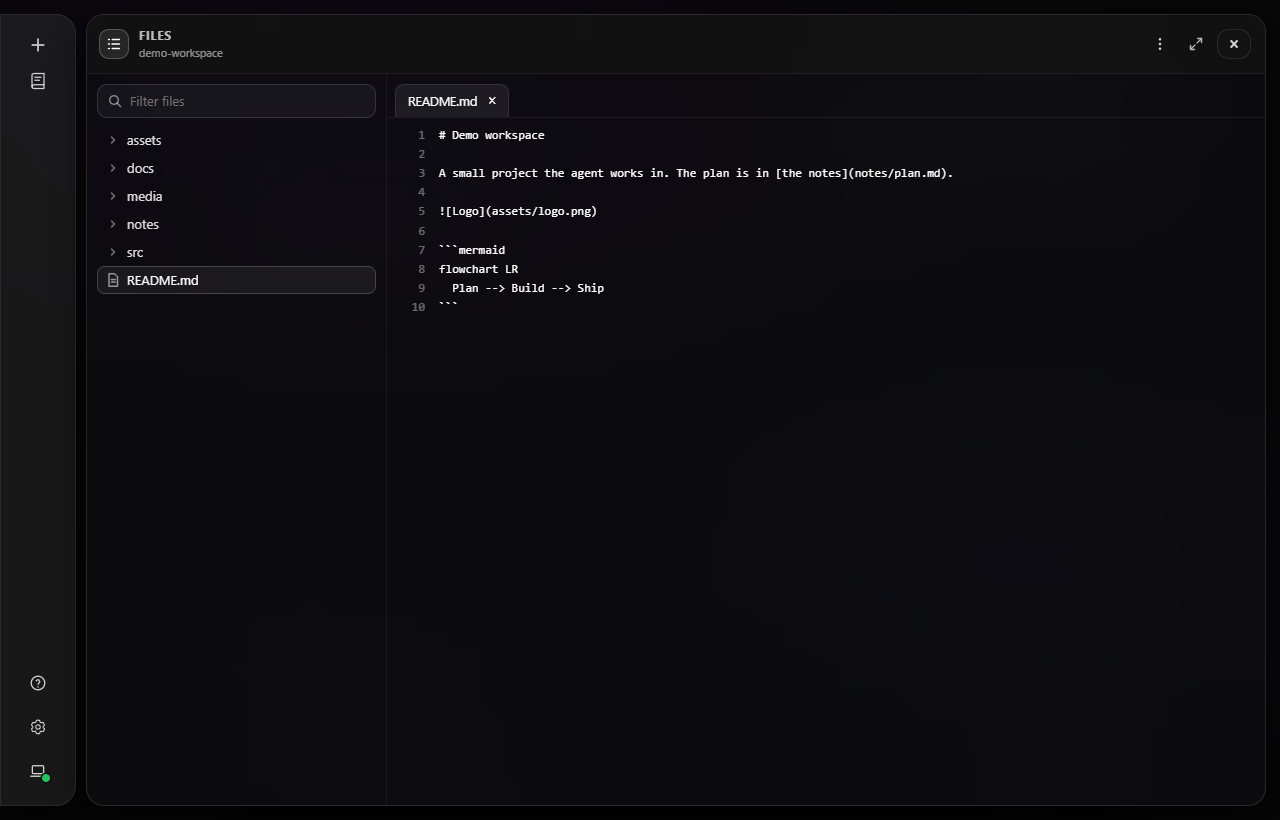 FILES
demo-workspace
Filter files
assets
docs
media
notes
src
README.md
README.md
1 # Demo workspace
2
3 A small project the agent works in. The plan is in [the notes](notes/plan.md).
4
5 ![Logo](assets/logo.png)
6
7 ```mermaid
8 flowchart LR
9   Plan --> Build --> Ship
10 ```